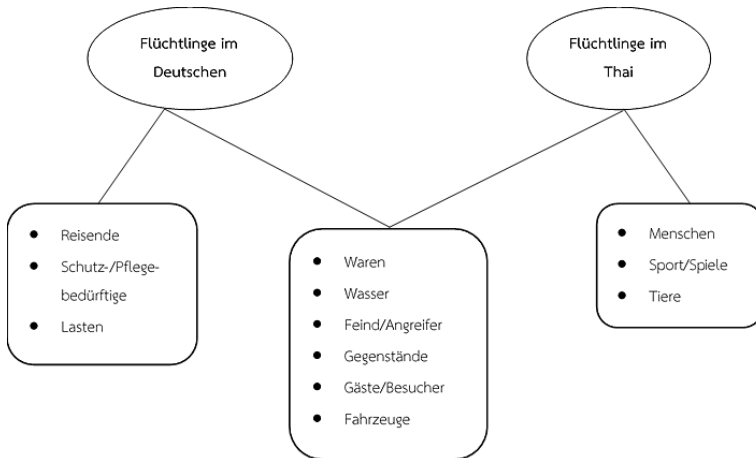 Flüchtlinge im
Deutschen
Flüchtlinge im
Thai
● Reisende
● Schutz-/Pflege-
bedürftige
● Lasten
● Waren
● Wasser
● Feind/Angreifer
● Gegenstände
● Gäste/Besucher
● Fahrzeuge
● Menschen
● Sport/Spiele
● Tiere